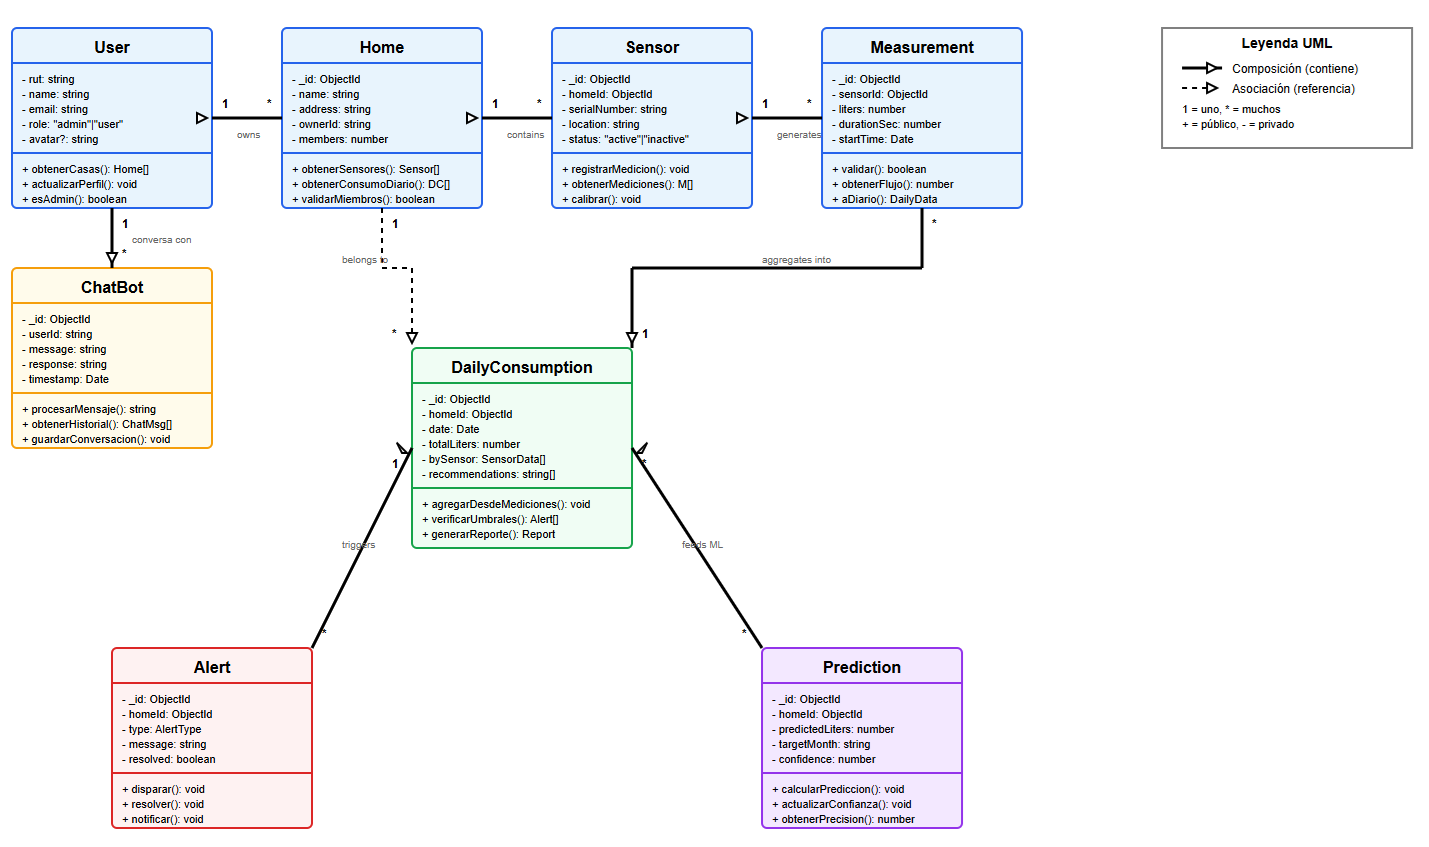 User
- rut: string
- name: string
- email: string
- role: "admin"|"user"
- avatar?: string
+ obtenerCasas(): Home[]
+ actualizarPerfil(): void
+ esAdmin(): boolean
1
*
owns
Home
- _id: ObjectId
- name: string
- address: string
- ownerId: string
- members: number
+ obtenerSensores(): Sensor[]
+ obtenerConsumoDiario(): DC[]
+ validarMiembros(): boolean
1
*
contains
Sensor
- _id: ObjectId
- homeId: ObjectId
- serialNumber: string
- location: string
- status: "active"|"inactive"
+ registrarMedicion(): void
+ obtenerMediciones(): M[]
+ calibrar(): void
1
*
generates
Measurement
- _id: ObjectId
- sensorId: ObjectId
- liters: number
- durationSec: number
- startTime: Date
+ validar(): boolean
+ obtenerFlujo(): number
+ aDiario(): DailyData
Leyenda UML
Composición (contiene)
Asociación (referencia)
1 = uno, * = muchos
+ = público, - = privado
1
conversa con
*
1
belongs to
*
*
aggregates into
1
ChatBot
- _id: ObjectId
- userId: string
- message: string
- response: string
- timestamp: Date
+ procesarMensaje(): string
+ obtenerHistorial(): ChatMsg[]
+ guardarConversacion(): void
DailyConsumption
- _id: ObjectId
- homeId: ObjectId
- date: Date
- totalLiters: number
- bySensor: SensorData[]
- recommendations: string[]
+ agregarDesdeMediciones(): void
+ verificarUmbrales(): Alert[]
+ generarReporte(): Report
1
triggers
*
*
feeds ML
*
Alert
- _id: ObjectId
- homeId: ObjectId
- type: AlertType
- message: string
- resolved: boolean
+ disparar(): void
+ resolver(): void
+ notificar(): void
Prediction
- _id: ObjectId
- homeId: ObjectId
- predictedLiters: number
- targetMonth: string
- confidence: number
+ calcularPrediccion(): void
+ actualizarConfianza(): void
+ obtenerPrecision(): number